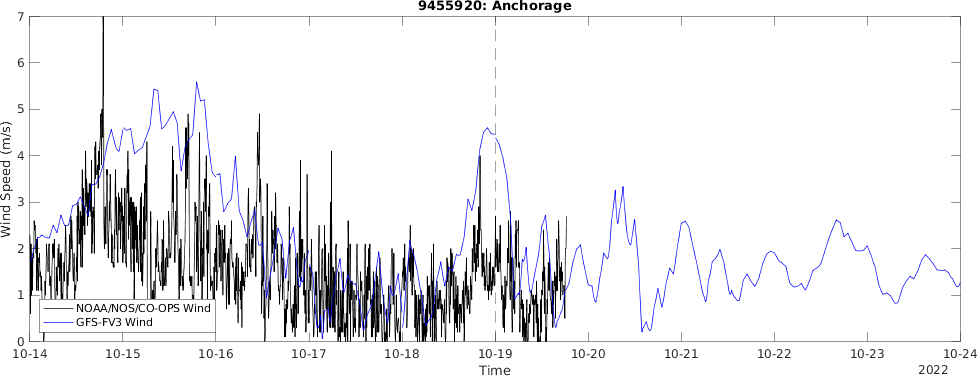 9455920: Anchorage
7
6
5
4
3
2
1
0
Wind Speed (m/s)
NOAA/NOS/CO-OPS Wind
GFS-FV3 Wind
10-14 10-15 10-16 10-17 10-18 10-19 10-20 10-21 10-22 10-23 10-24
Time
2022